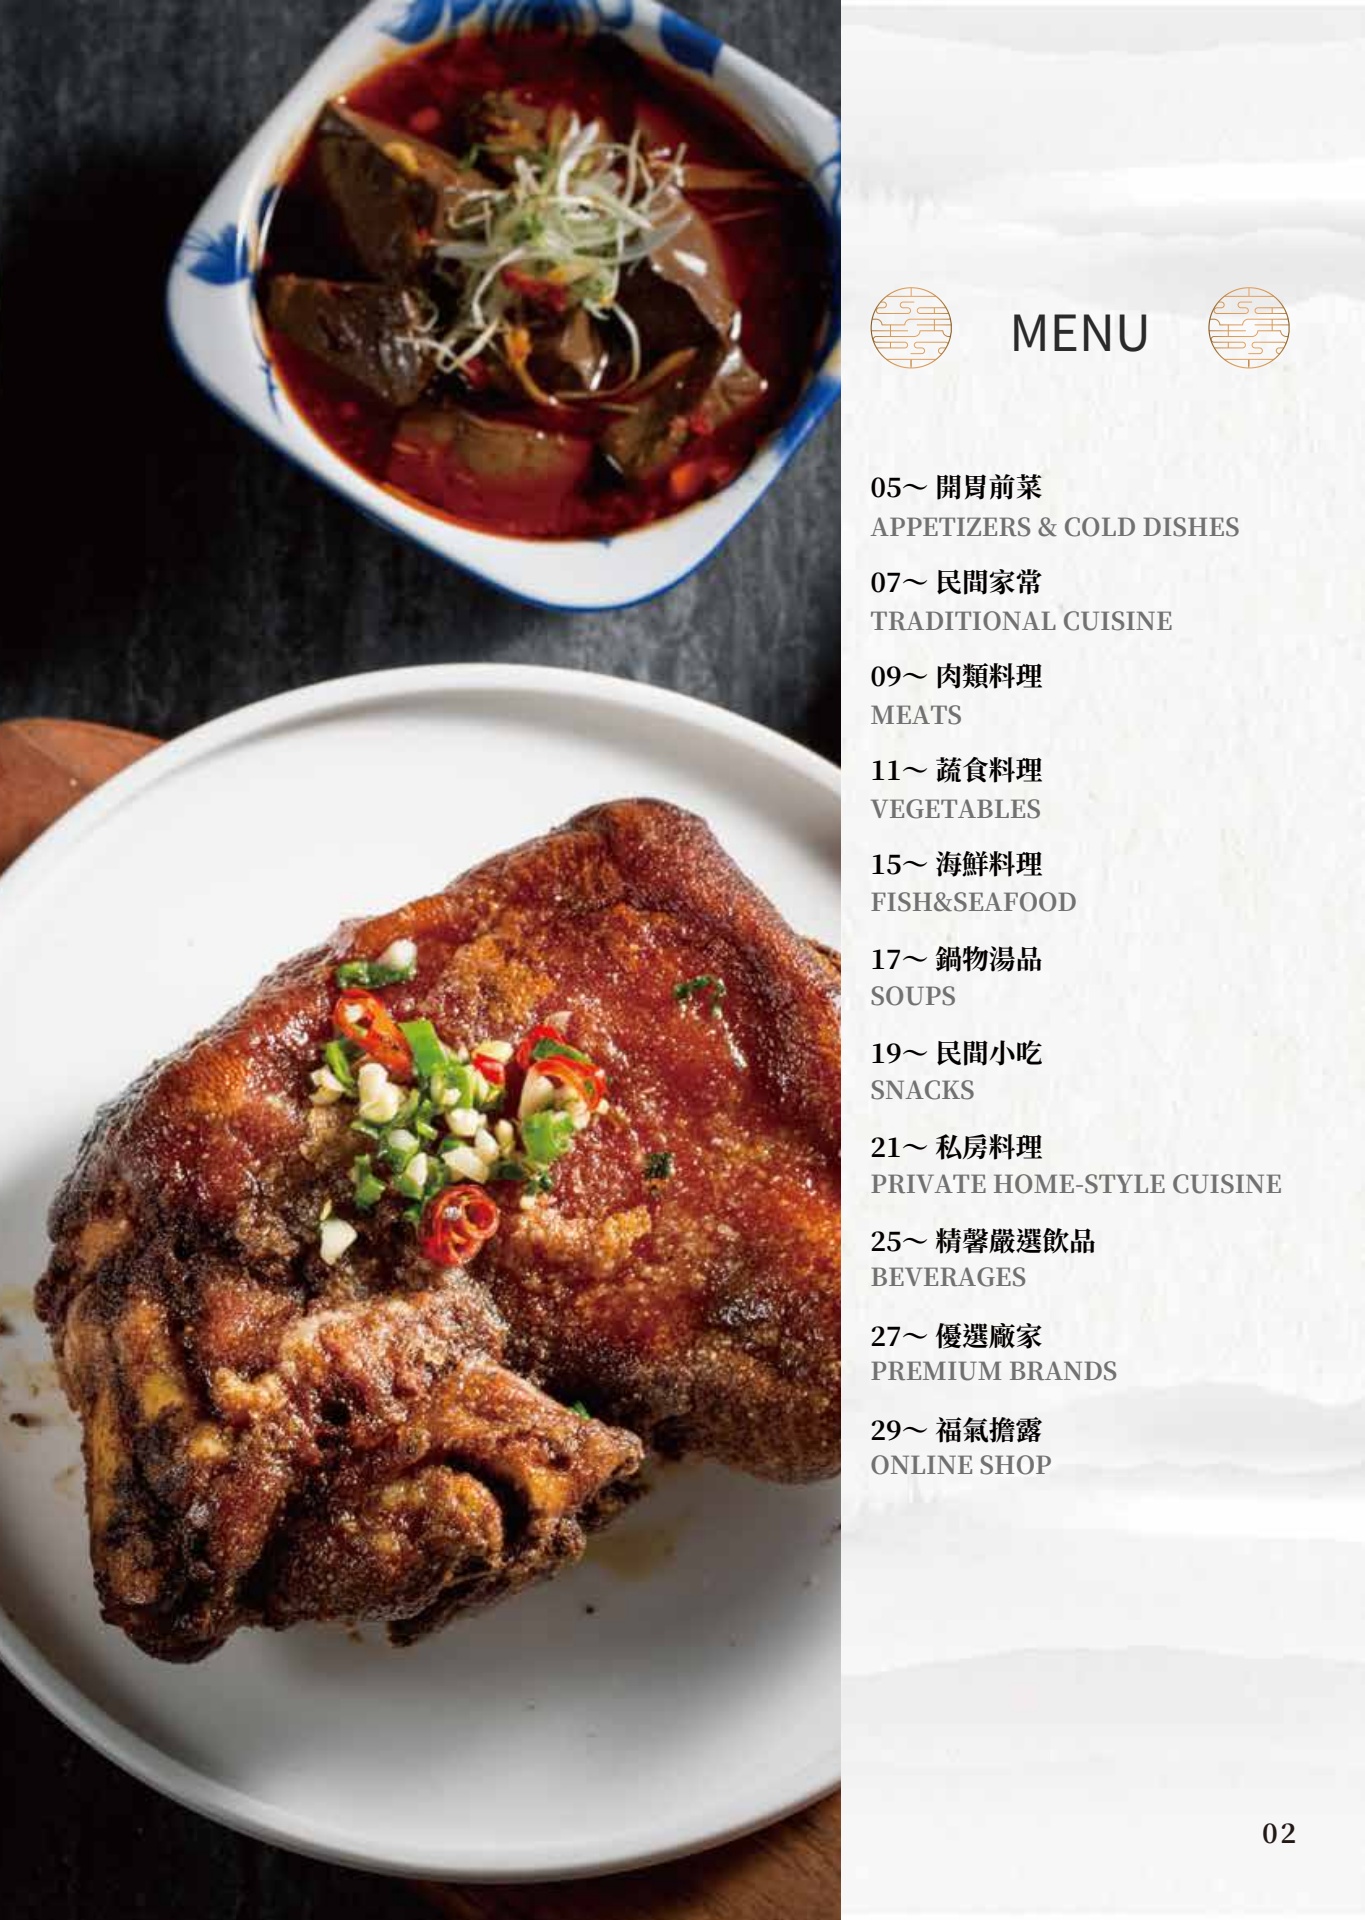 MENU
05～ 開胃前菜
APPETIZERS & COLD DISHES
07～ 民間家常
TRADITIONAL CUISINE
09～ 肉類料理
MEATS
11～ 蔬食料理
VEGETABLES
15～ 海鮮料理
FISH&SEAFOOD
17～ 鍋物湯品
SOUPS
19～ 民間小吃
SNACKS
21～ 私房料理
PRIVATE HOME-STYLE CUISINE
25～ 精馨嚴選飲品
BEVERAGES
27～ 優選廠家
PREMIUM BRANDS
29～ 福氣擔露
ONLINE SHOP
02